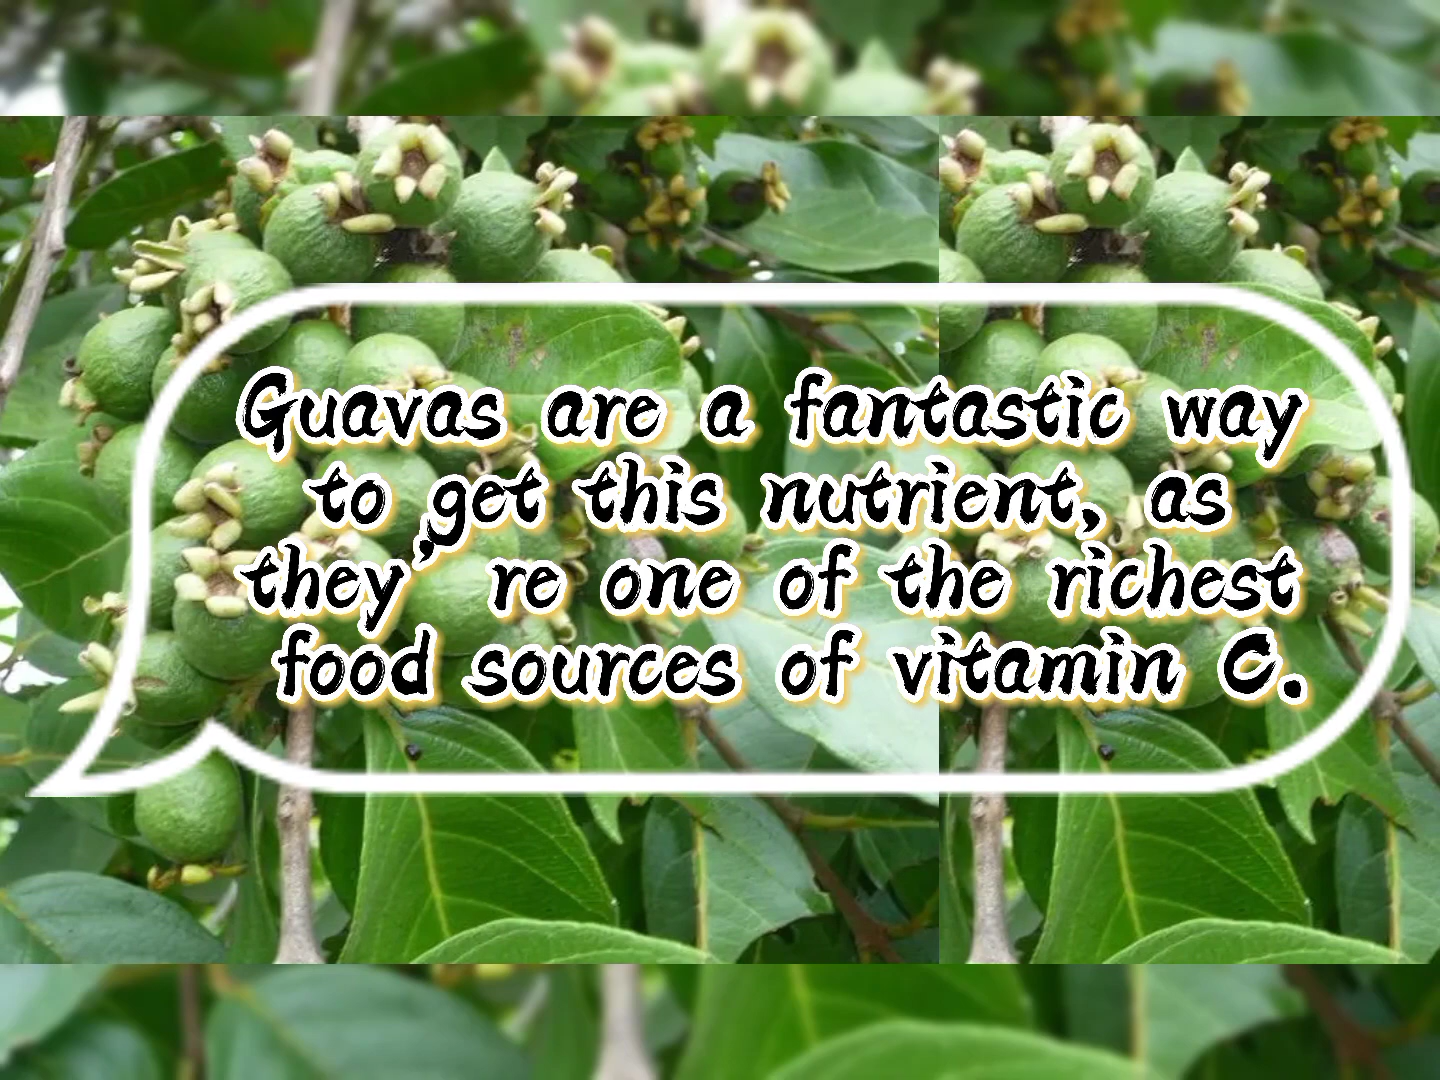 Guavas are a fantastic way
to get this nutrient, as
they’ re one of the richest
food sources of vitamin C.